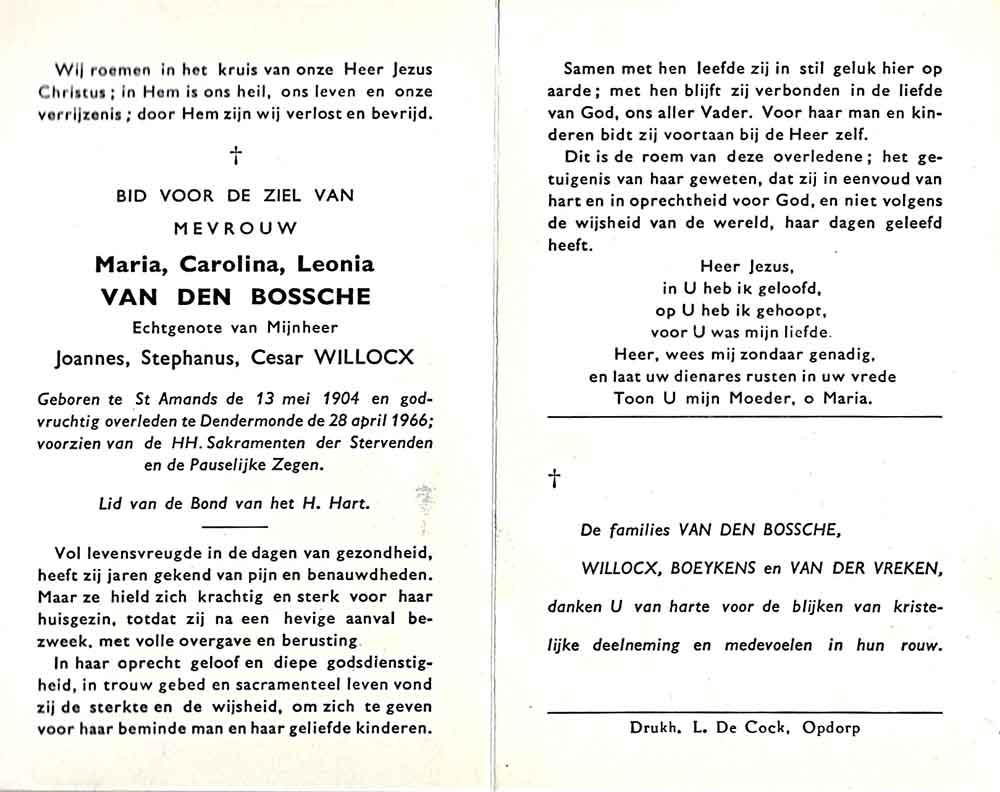 Wij roemen in het kruis van onze Heer Jezus
Christus ; in Hem is ons heil, ons leven en onze
verrijzenis ; door Hem zijn wij verlost en bevrijd.
†
BID VOOR DE ZIEL VAN
MEVROUW
Maria, Carolina, Leonia
VAN DEN BOSSCHE
Echtgenote van Mijnheer
Joannes, Stephanus, Cesar WILLOCX
Geboren te St Amands de 13 mei 1904 en god-
vruchtig overleden te Dendermonde de 28 april 1966;
voorzien van de HH. Sakramenten der Stervenden
en de Pauselijke Zegen.
Lid van de Bond van het H. Hart.
Vol levensvreugde in de dagen van gezondheid,
heeft zij jaren gekend van pijn en benauwdheden.
Maar ze hield zich krachtig en sterk voor haar
huisgezin, totdat zij na een hevige aanval be-
zweek, met volle overgave en berusting.
In haar oprecht geloof en diepe godsdienstig-
heid, in trouw gebed en sacramenteel leven vond
zij de sterkte en de wijsheid, om zich te geven
voor haar beminde man en haar geliefde kinderen.
Samen met hen leefde zij in stil geluk hier op
aarde ; met hen blijft zij verbonden in de liefde
van God, ons aller Vader. Voor haar man en kin-
deren bidt zij voortaan bij de Heer zelf.
Dit is de roem van deze overledene ; het ge-
tuigenis van haar geweten, dat zij in eenvoud van
hart en in oprechtheid voor God, en niet volgens
de wijsheid van de wereld, haar dagen geleefd
heeft.
Heer Jezus,
in U heb ik geloofd,
op U heb ik gehoopt,
voor U was mijn liefde.
Heer, wees mij zondaar genadig,
en laat uw dienares rusten in uw vrede
Toon U mijn Moeder, o Maria.
†
De families VAN DEN BOSSCHE,
WILLOCX, BOEYKENS en VAN DER VREKEN,
danken U van harte voor de blijken van kriste-
lijke deelneming en medevoelen in hun rouw.
Drukh. L. De Cock, Opdorp